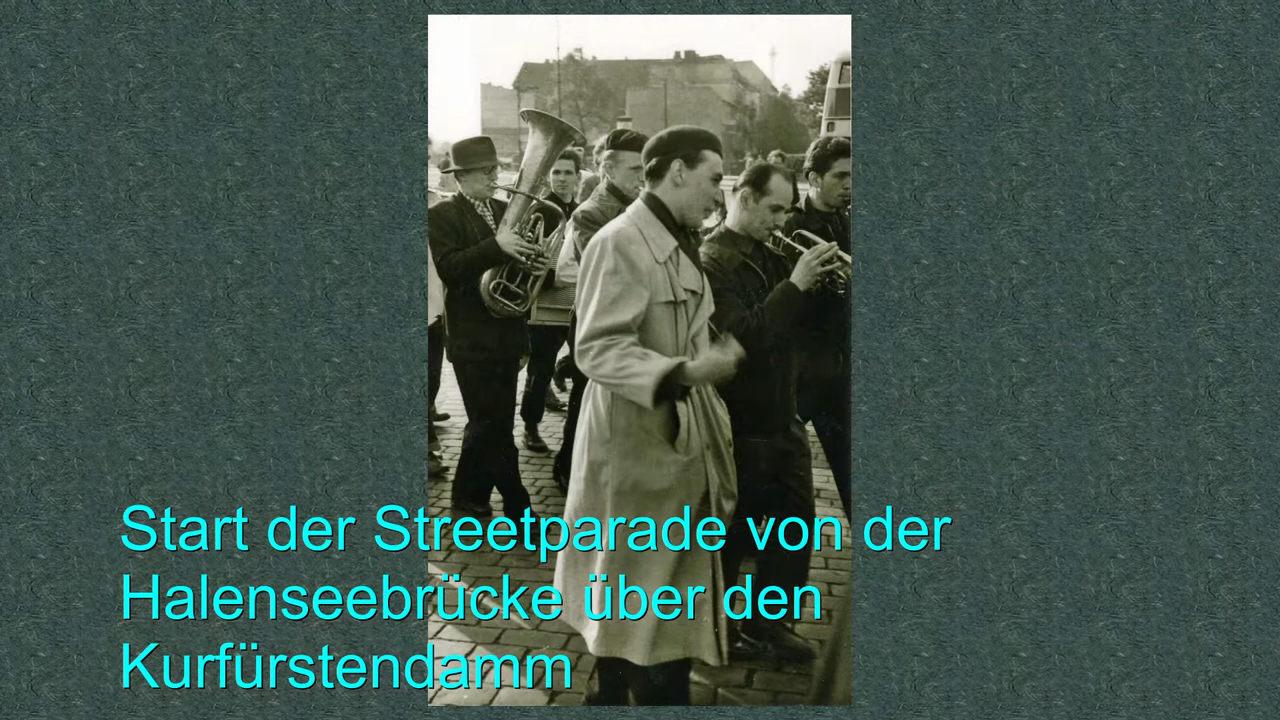 Start der Streetparade von der
Halenseebrücke über den
Kurfürstendamm